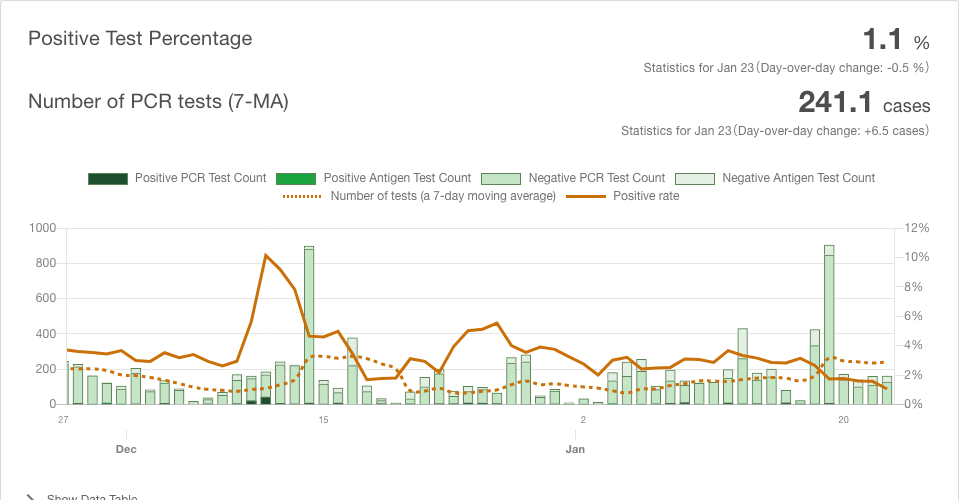 Positive Test Percentage
1.1 %
Statistics for Jan 23(Day-over-day change: -0.5 %)
Number of PCR tests (7-MA)
241.1 cases
Statistics for Jan 23(Day-over-day change: +6.5 cases)
Positive PCR Test Count Positive Antigen Test Count Negative PCR Test Count Negative Antigen Test Count
Number of tests (a 7-day moving average) Positive rate
1000 12%
10%
800
8%
600
6%
400
4%
200
2%
0 0%
27 15 2 20
Dec Jan
Show Data Table